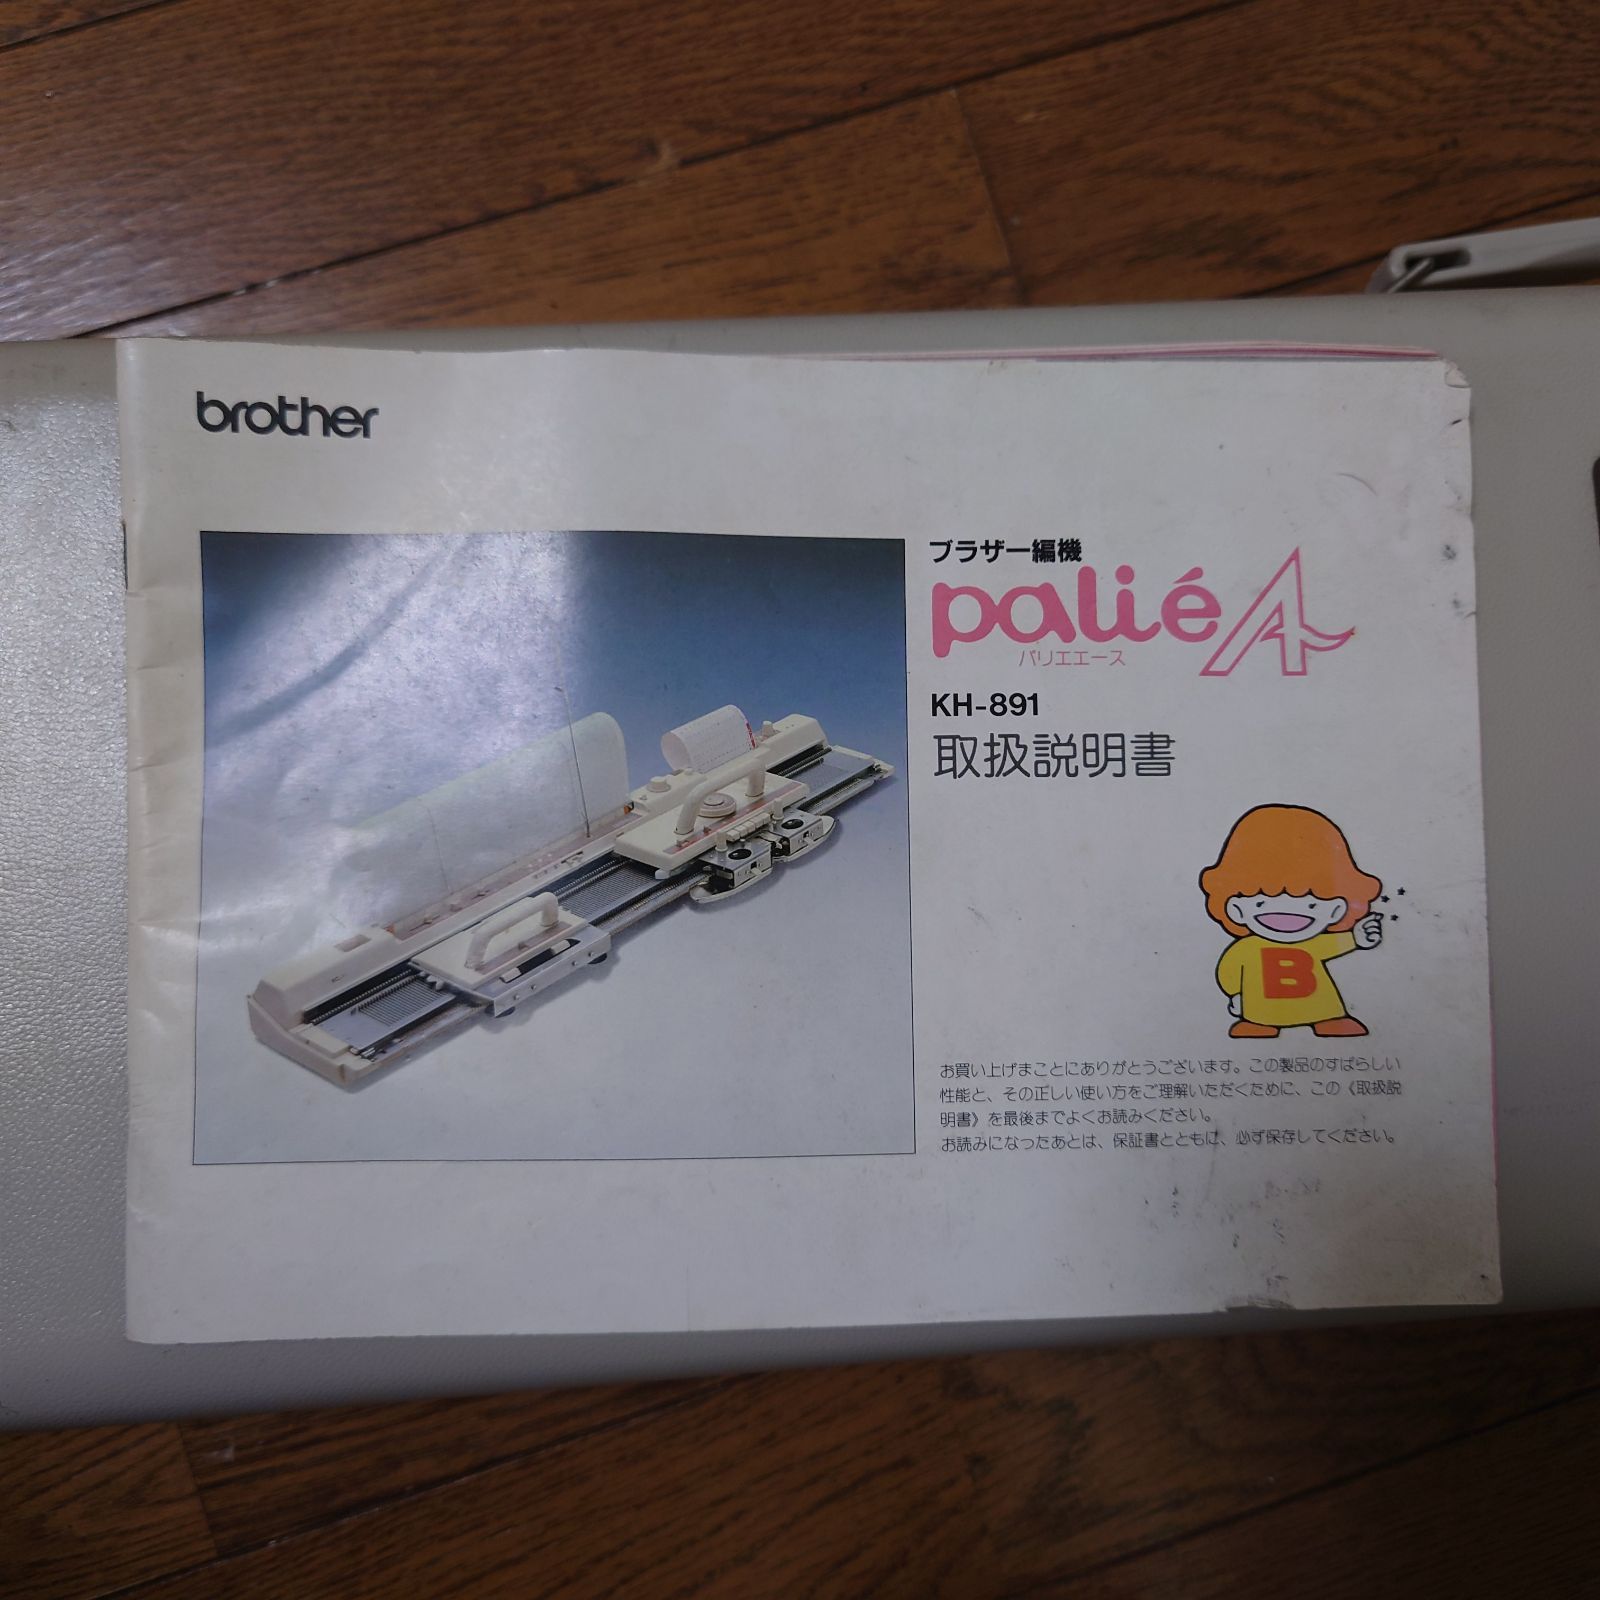 brother
ブラザー編機
palié A
パリエエース
KH-891
取扱説明書
B
お買い上げまことにありがとうございます。この製品のすばらしい
性能と、その正しい使い方をご理解いただくために、この《取扱説
明書》を最後までよくお読みください。
お読みになったあとは、保証書とともに、必ず保存してください。